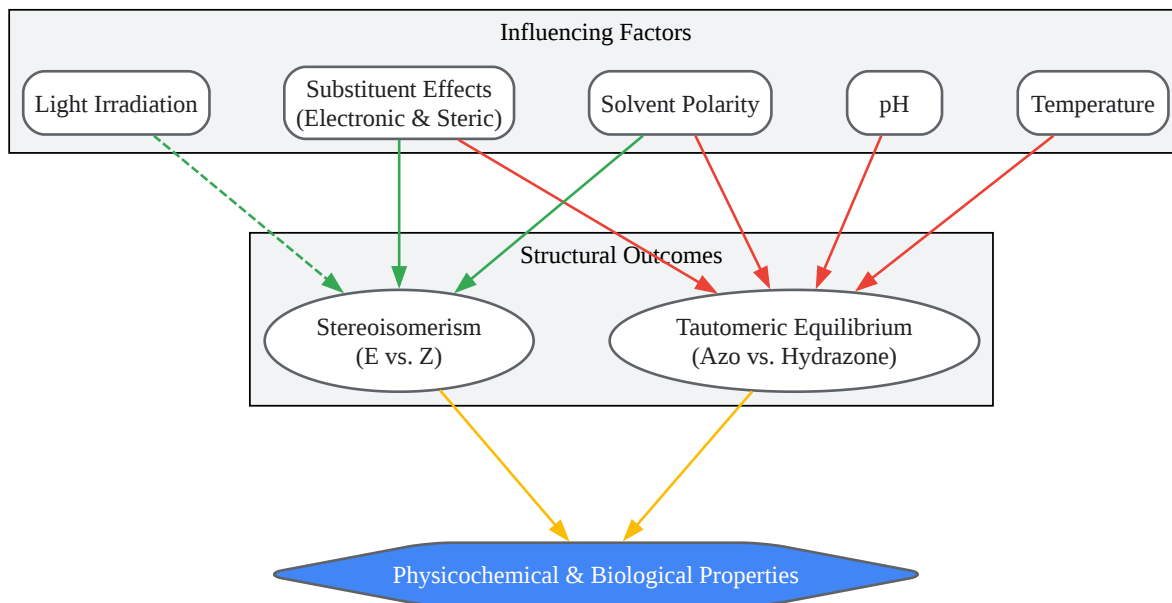 Influencing Factors
Light Irradiation
Substituent Effects
(Electronic & Steric)
Solvent Polarity
pH
Temperature
Structural Outcomes
Stereoisomerism
(E vs. Z)
Tautomeric Equilibrium
(Azo vs. Hydrazone)
Physicochemical & Biological Properties